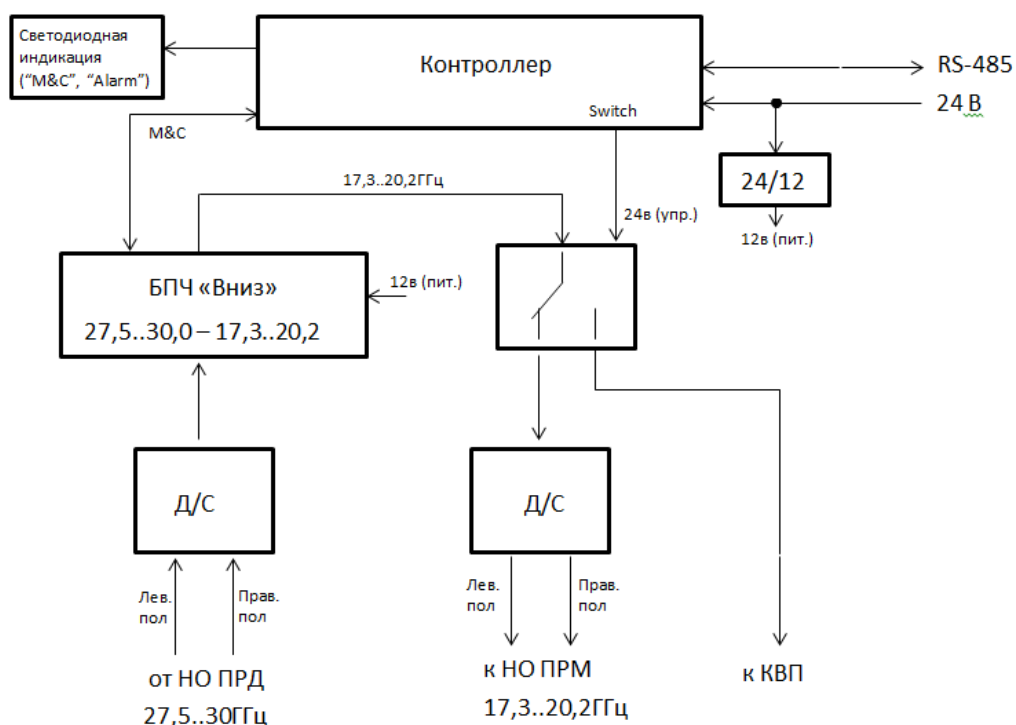 Светодиодная
индикация
(“M&C”, “Alarm”)
Контроллер
Switch
RS-485
24 В
M&C
24/12
12в (пит.)
17,3..20,2ГГц
24в (упр.)
БПЧ «Вниз»
27,5..30,0 – 17,3..20,2
12в (пит.)
Д/С
Д/С
Лев.
пол
Прав.
пол
Лев.
пол
Прав.
пол
от НО ПРД
27,5..30ГГц
к НО ПРМ
17,3..20,2ГГц
к КВП